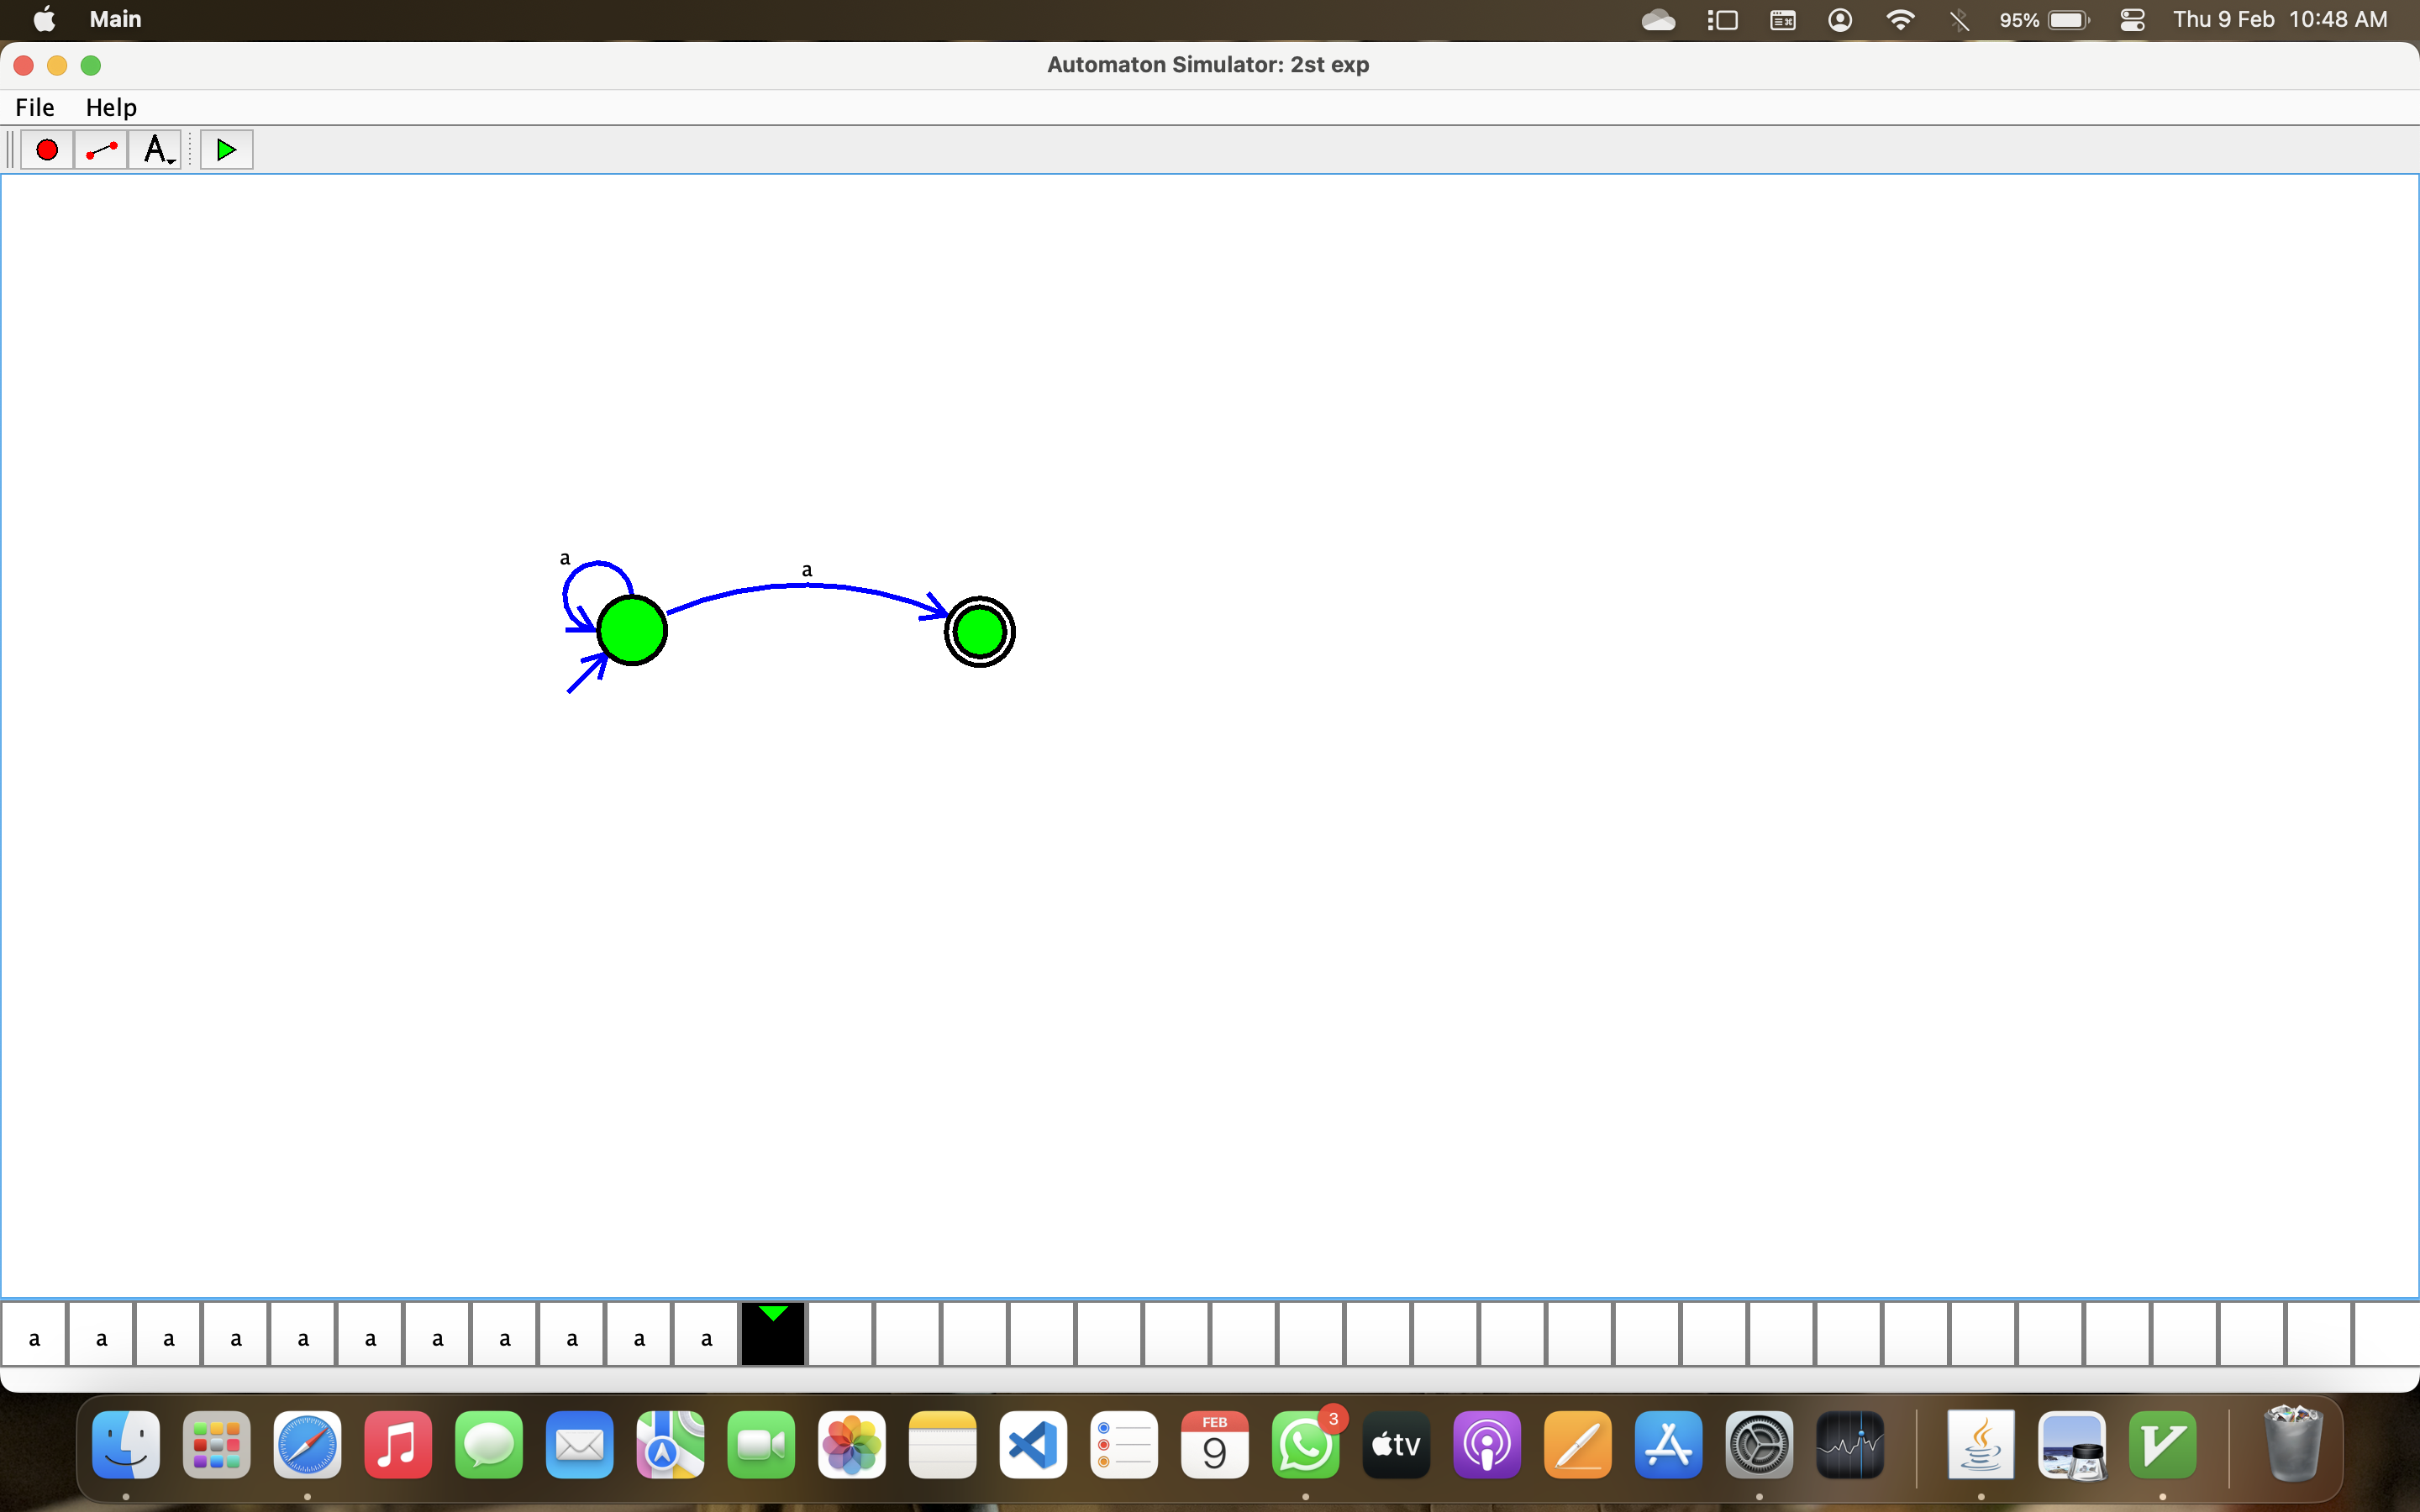 Main
95%
Thu 9 Feb 10:48 AM
Automaton Simulator: 2st exp
File Help
A
a
a
a a a a a a a a a a a
FEB
9
3
tv